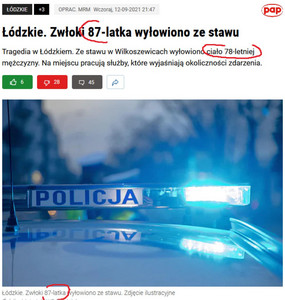 ŁÓDZKIE +3 OPRAC. MRM Wczoraj, 12-09-2021 21:47 pap
Łódzkie. Zwłoki 87-latka wyłowiono ze stawu
Tragedia w Łódzkiem. Ze stawu w Wilkoszewicach wyłowiono ciało 78-letniej
mężczyzny. Na miejscu pracują służby, które wyjaśniają okoliczności zdarzenia.
6 28 45
POLICJA
Łódzkie. Zwłoki 87-latka wyłowiono ze stawu. Zdjęcie ilustracyjne